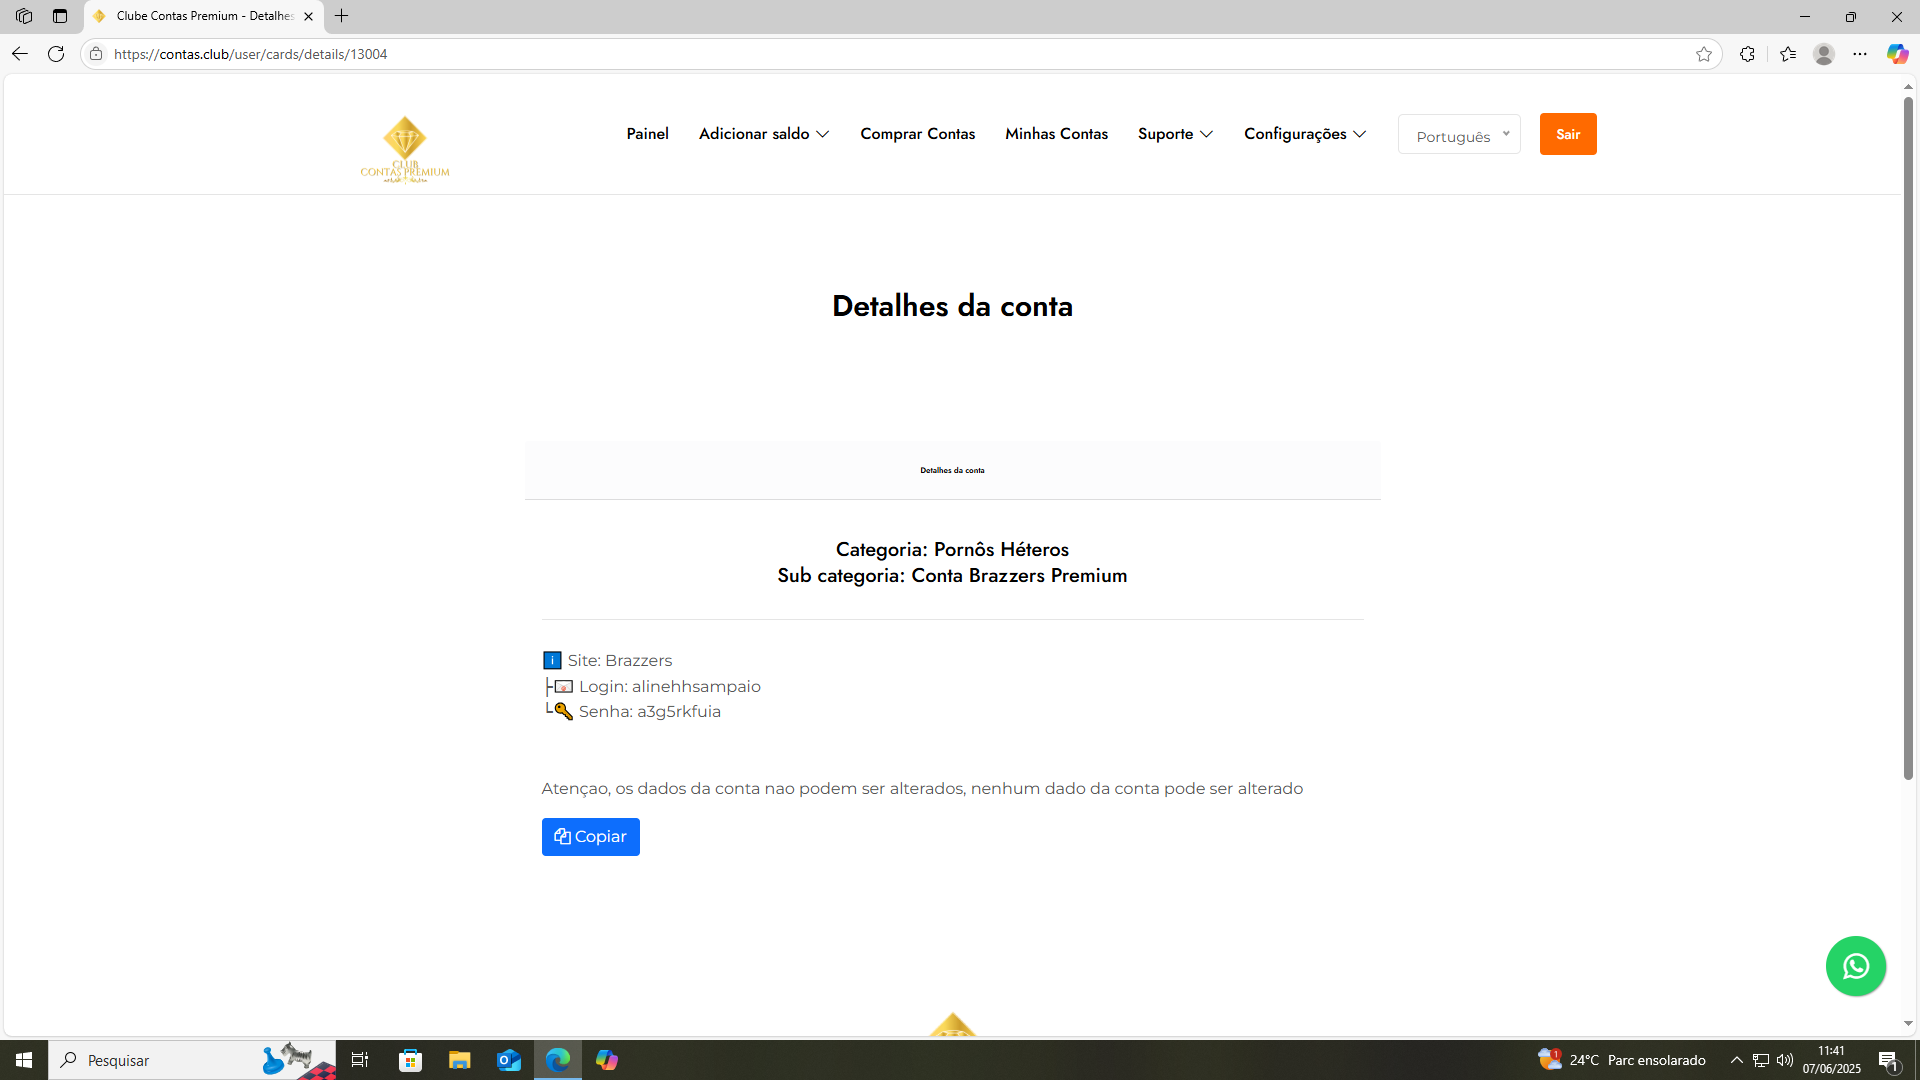 Clube Contas Premium - Detalhes
https://contas.club/user/cards/details/13004
CLUB
CONTAS PREMIUM
Painel
Adicionar saldo
Comprar Contas
Minhas Contas
Suporte
Configurações
Português
Sair
Detalhes da conta
Detalhes da conta
Categoria: Pornôs Héteros
Sub categoria: Conta Brazzers Premium
Site: Brazzers
Login: alinehhsampaio
Senha: a3g5rkfuia
Atençao, os dados da conta nao podem ser alterados, nenhum dado da conta pode ser alterado
Copiar
Pesquisar
1
24°C Parc ensolarado
11:41
07/06/2025
1